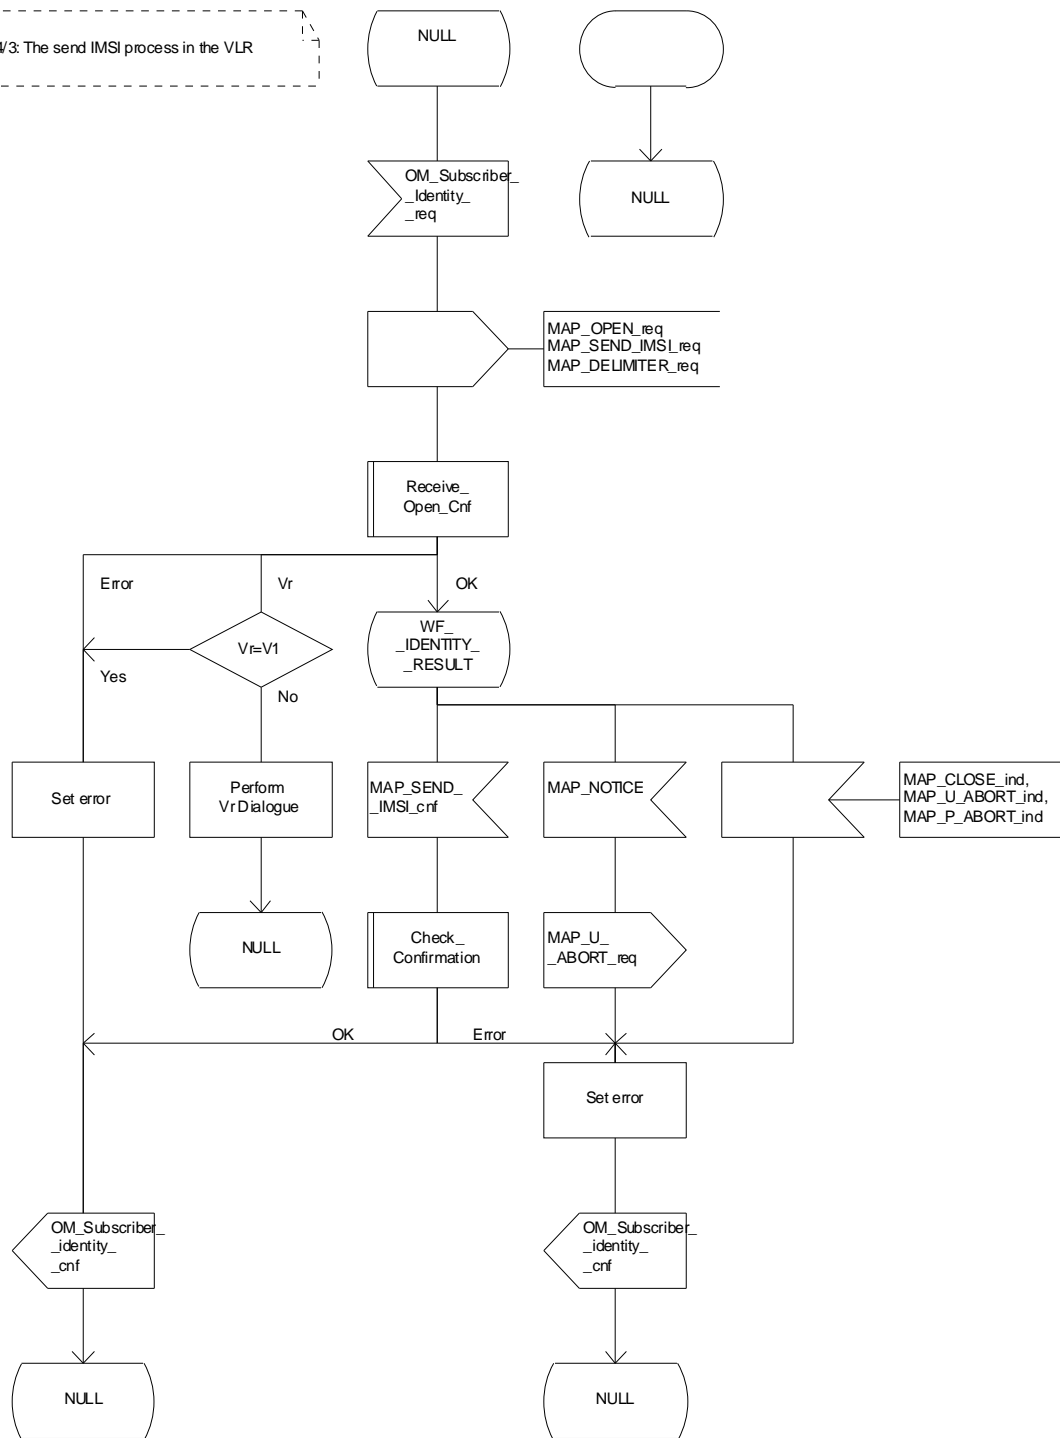 4/3: The send IMSI process in the VLR
NULL
OM_Subscriber_
_Identity_
_req
NULL
MAP_OPEN_req
MAP_SEND_IMSI_req
MAP_DELIMITER_req
Receive_
Open_Cnf
Error
Vr
OK
Vr=V1
WF_
_IDENTITY_
_RESULT
Yes
No
Set error
Perform
Vr Dialogue
MAP_SEND_
_IMSI_cnf
MAP_NOTICE
MAP_CLOSE_ind,
MAP_U_ABORT_ind,
MAP_P_ABORT_ind
NULL
Check_
Confirmation
MAP_U_
_ABORT_req
OK
Error
Set error
OM_Subscriber_
_identity_
_cnf
OM_Subscriber_
_identity_
_cnf
NULL
NULL